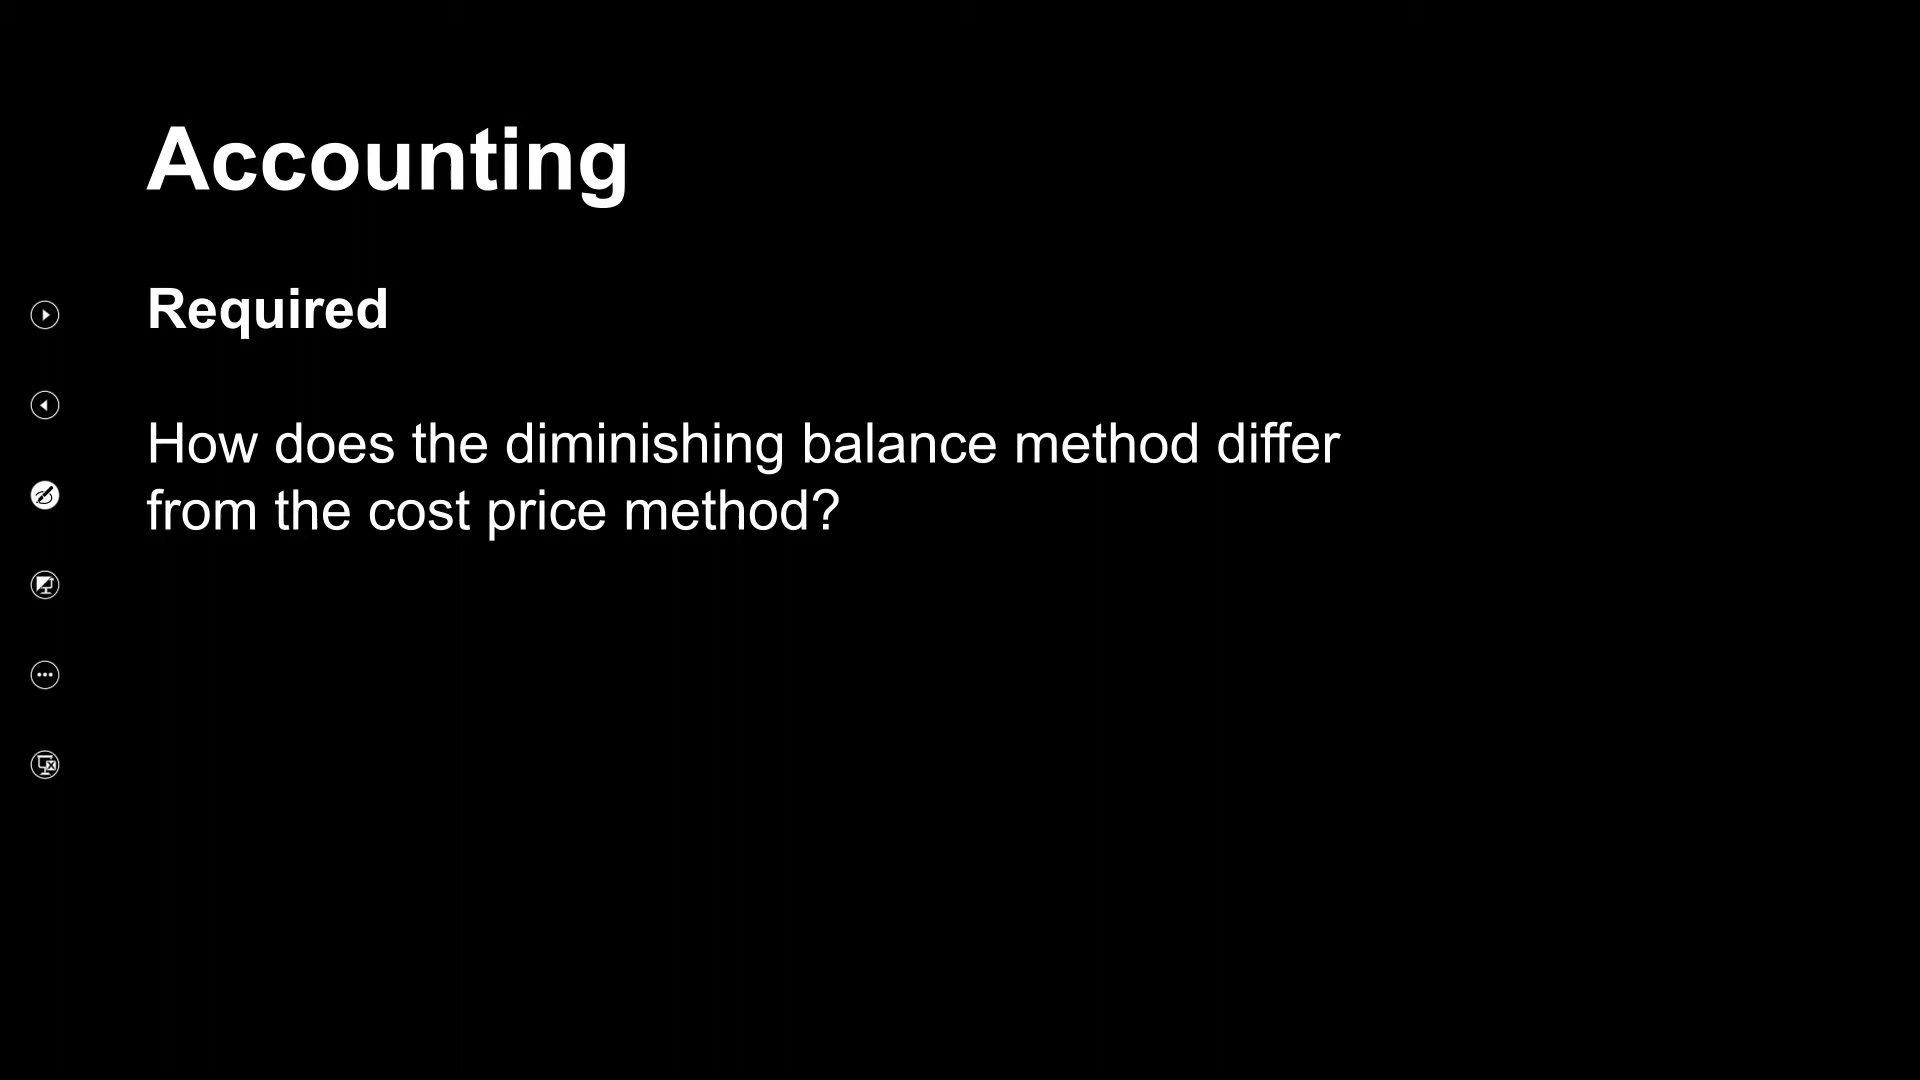 Accounting
Required
How does the diminishing balance method differ
from the cost price method?